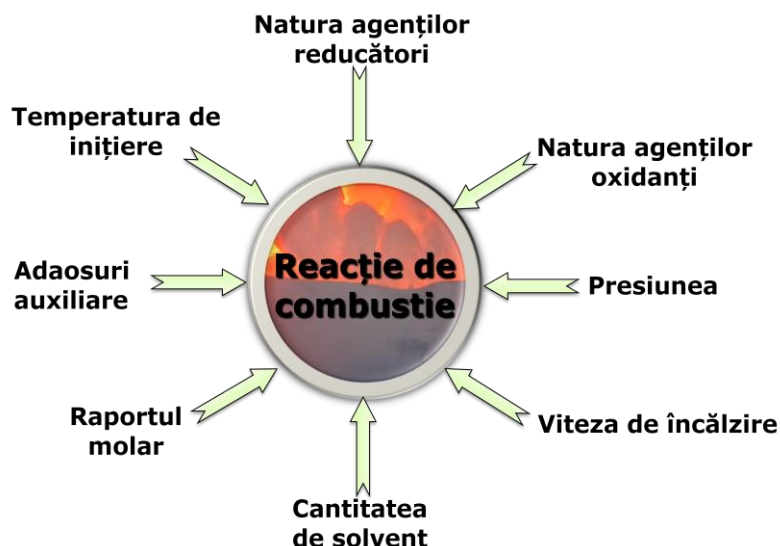 Natura agenților
reducători
Temperatura de
inițiere
Natura agenților
oxidanți
Adaosuri
auxiliare
Reacție de
combustie
Presiunea
Raportul
molar
Viteza de încălzire
Cantitatea
de solvent